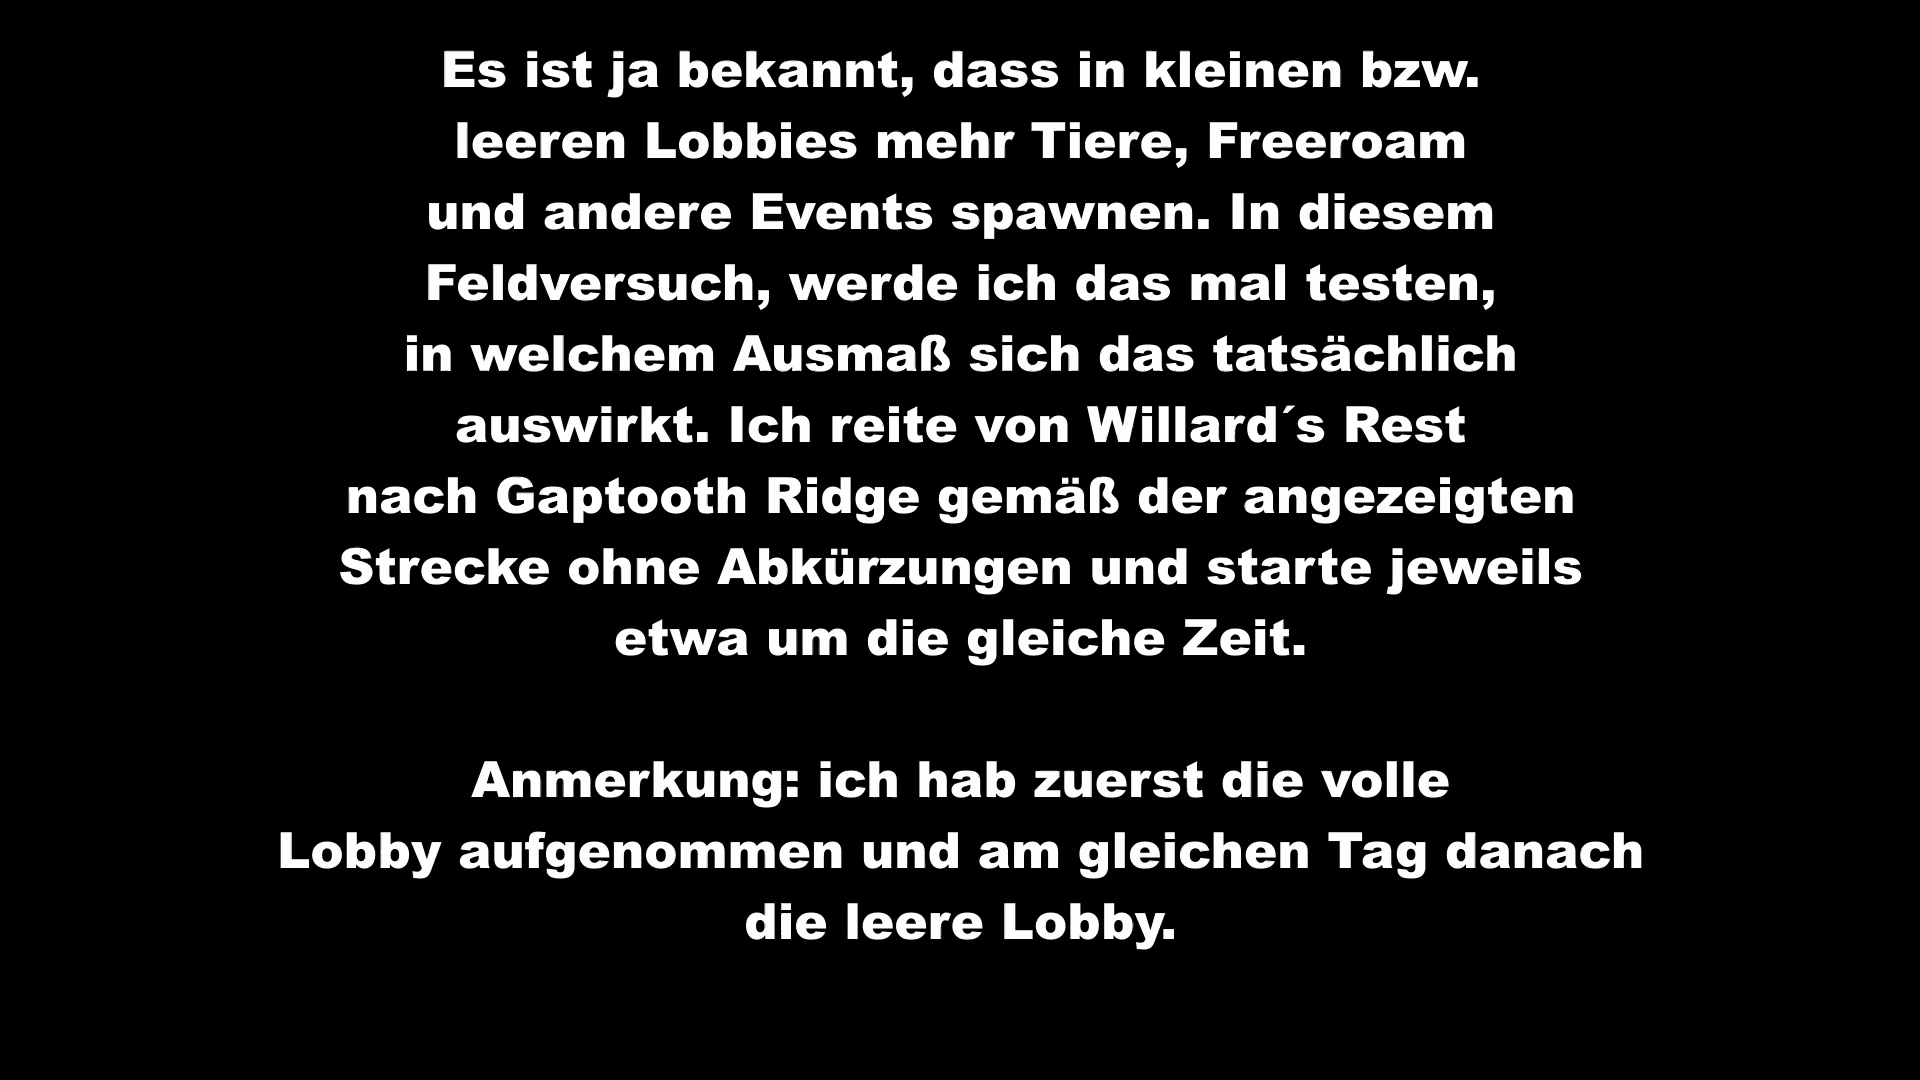 Es ist ja bekannt, dass in kleinen bzw.
leeren Lobbies mehr Tiere, Freeroam
und andere Events spawnen. In diesem
Feldversuch, werde ich das mal testen,
in welchem Ausmaß sich das tatsächlich
auswirkt. Ich reite von Willard´s Rest
nach Gaptooth Ridge gemäß der angezeigten
Strecke ohne Abkürzungen und starte jeweils
etwa um die gleiche Zeit.
Anmerkung: ich hab zuerst die volle
Lobby aufgenommen und am gleichen Tag danach
die leere Lobby.